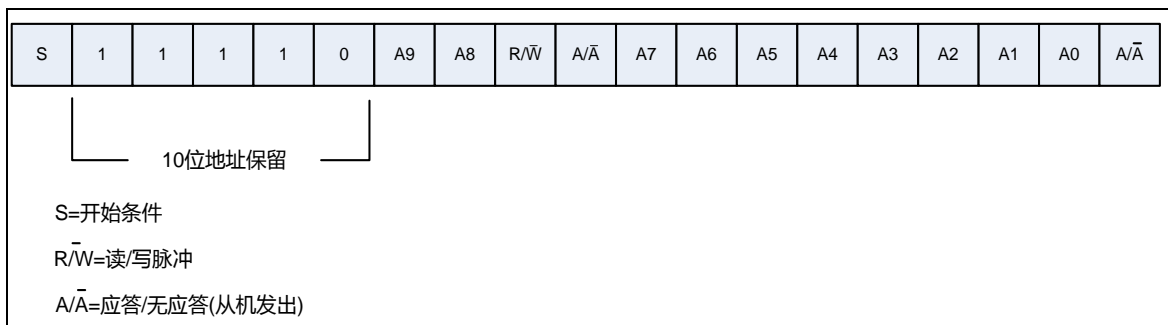 S 1 1 1 1 0 A9 A8 R/W̅ A/A̅ A7 A6 A5 A4 A3 A2 A1 A0 A/A̅
10位地址保留
S=开始条件
R/W̅=读/写脉冲
A/A̅=应答/无应答(从机发出)